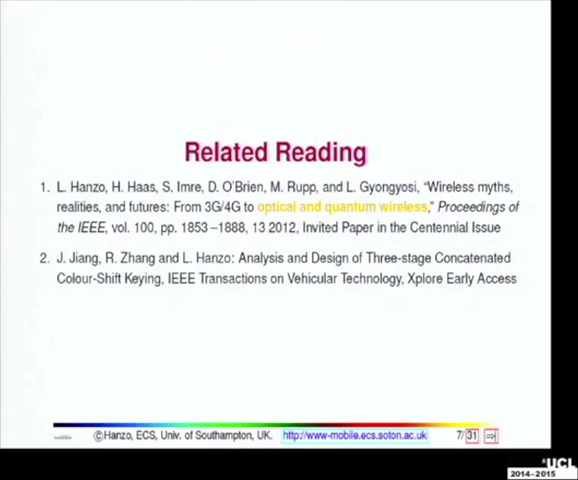 Related Reading
1. L. Hanzo, H. Haas, S. Imre, D. O'Brien, M. Rupp, and L. Gyongyosi, “Wireless myths,
realities, and futures: From 3G/4G to optical and quantum wireless,” Proceedings of
the IEEE, vol. 100, pp. 1853 –1888, 13 2012, Invited Paper in the Centennial Issue
2. J. Jiang, R. Zhang and L. Hanzo: Analysis and Design of Three-stage Concatenated
Colour-Shift Keying, IEEE Transactions on Vehicular Technology, Xplore Early Access
©Hanzo, ECS, Univ. of Southampton, UK. http://www-mobile.ecs.soton.ac.uk 7/31
UCL
2014-2015